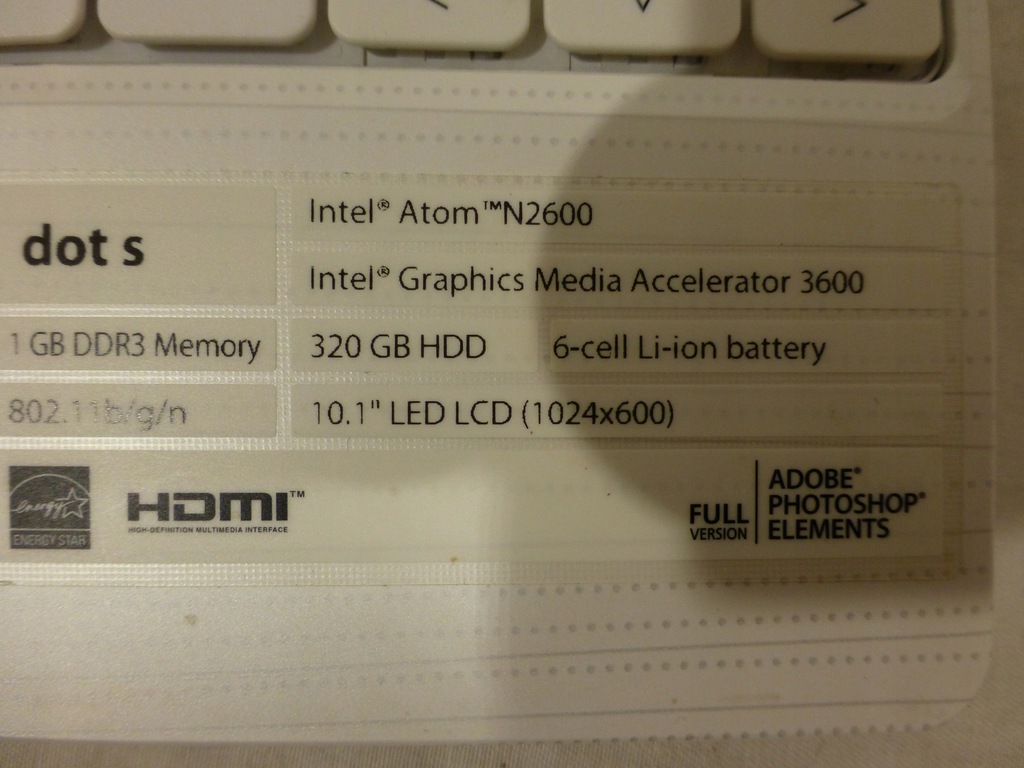 dot s
Intel® Atom™N2600
Intel® Graphics Media Accelerator 3600
1 GB DDR3 Memory
320 GB HDD
6-cell Li-ion battery
802.11b/g/n
10.1" LED LCD (1024x600)
energy
ENERGY STAR
HDMI™
HIGH-DEFINITION MULTIMEDIA INTERFACE
FULL
VERSION
ADOBE®
PHOTOSHOP®
ELEMENTS